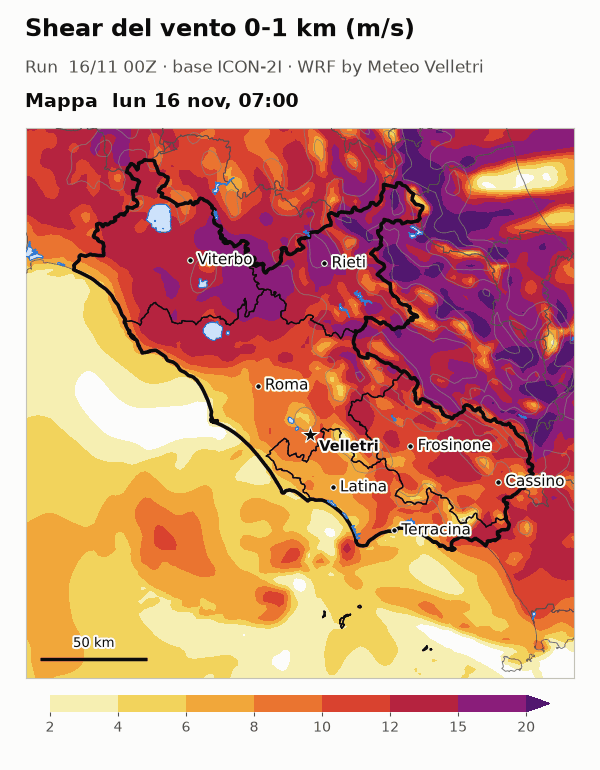 Shear del vento 0-1 km (m/s)
Run 16/11 00Z · base ICON-2I · WRF by Meteo Velletri
Mappa lun 16 nov, 07:00
Viterbo
Rieti
Roma
Velletri
Frosinone
Cassino
Latina
Terracina
50 km
2 4 6 8 10 12 15 20